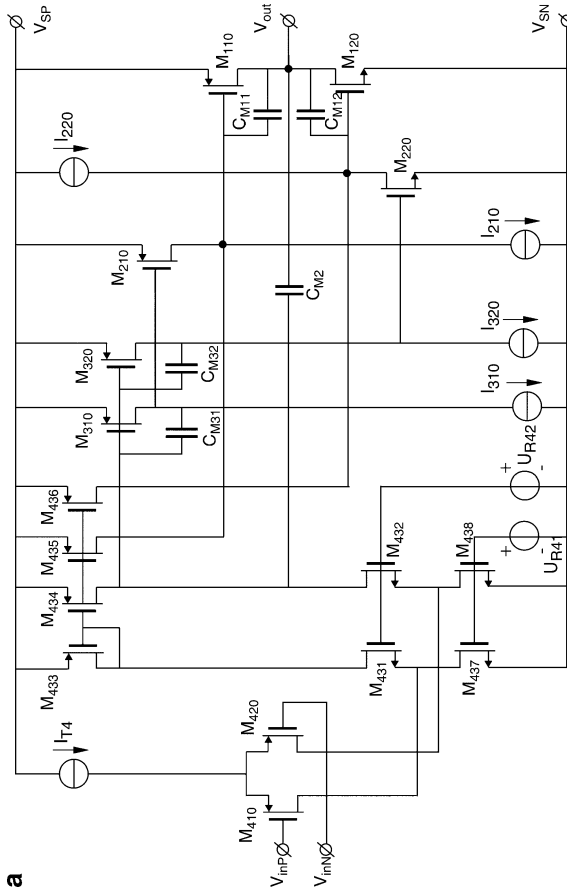 a
V_SP
V_out
V_SN
I_T4
M_433
M_434
M_435
M_436
M_310
M_320
M_210
I_220
M_110
C_M11
C_M12
M_120
C_M31
C_M32
C_M2
M_220
M_410
M_420
V_inP
V_inN
M_431
M_432
M_437
M_438
U_R41
U_R42
+
-
+
-
I_310
I_320
I_210